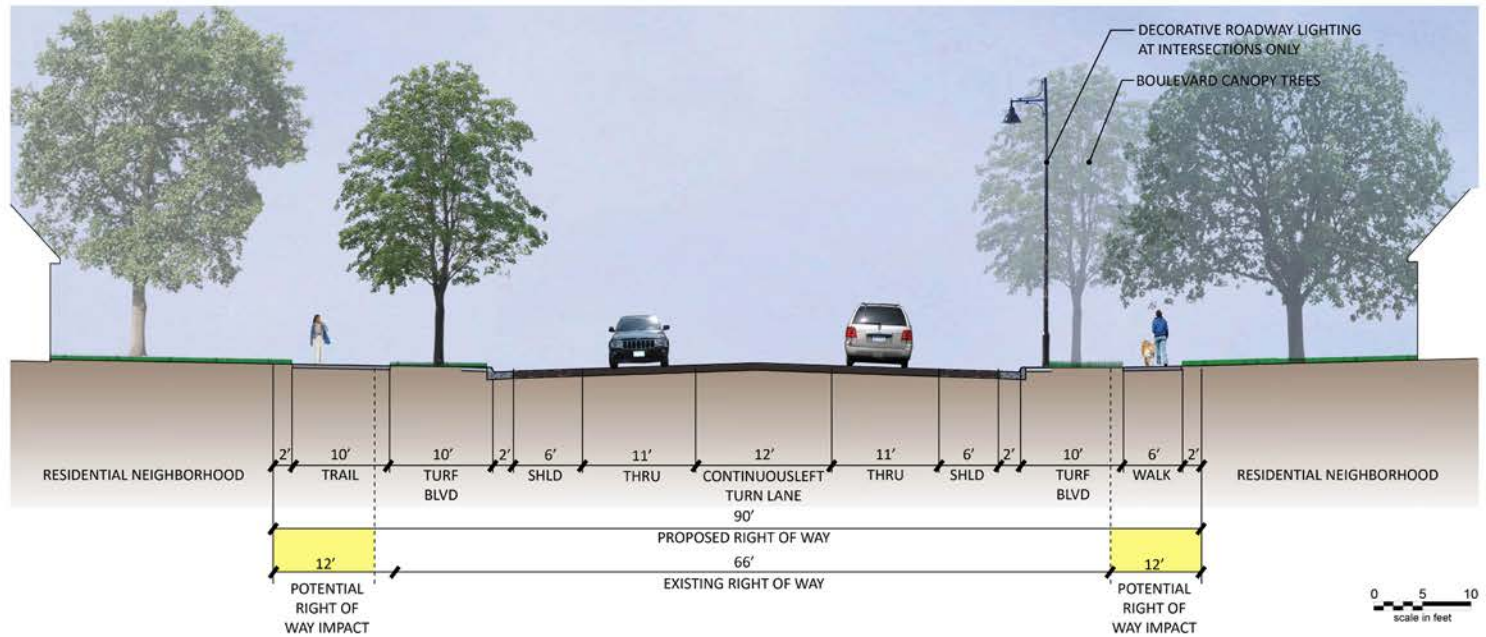 DECORATIVE ROADWAY LIGHTING
AT INTERSECTIONS ONLY
BOULEVARD CANOPY TREES
2' 10' 10' 2' 6' 11' 12' 11' 6' 2' 10' 6' 2'
RESIDENTIAL NEIGHBORHOOD TRAIL TURF SHLD THRU CONTINUOUSLEFT THRU SHLD TURF WALK RESIDENTIAL NEIGHBORHOOD
BLVD TURN LANE BLVD
90'
PROPOSED RIGHT OF WAY
12' 66' 12'
EXISTING RIGHT OF WAY
POTENTIAL POTENTIAL
RIGHT OF RIGHT OF
WAY IMPACT WAY IMPACT
0 5 10
scale in feet